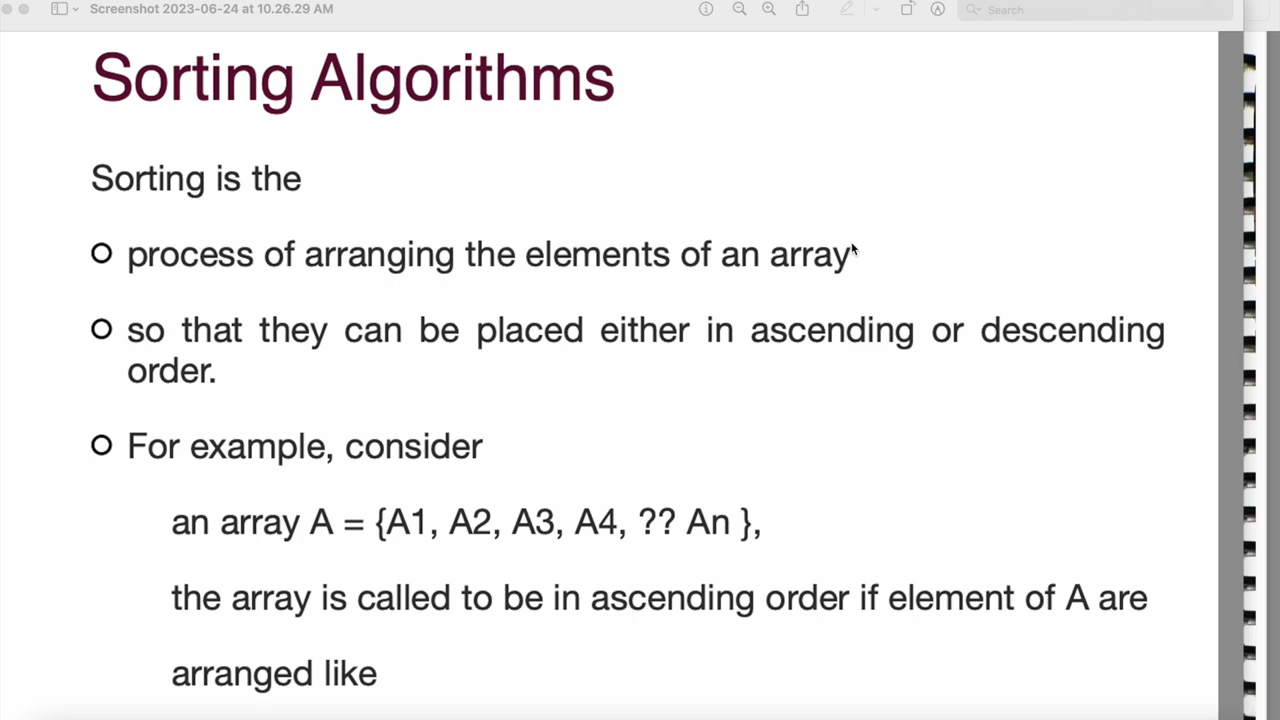 Screenshot 2023-06-24 at 10.26.29 AM
Search
Sorting Algorithms
Sorting is the
process of arranging the elements of an array
so that they can be placed either in ascending or descending
order.
For example, consider
an array A = {A1, A2, A3, A4, ?? An },
the array is called to be in ascending order if element of A are
arranged like